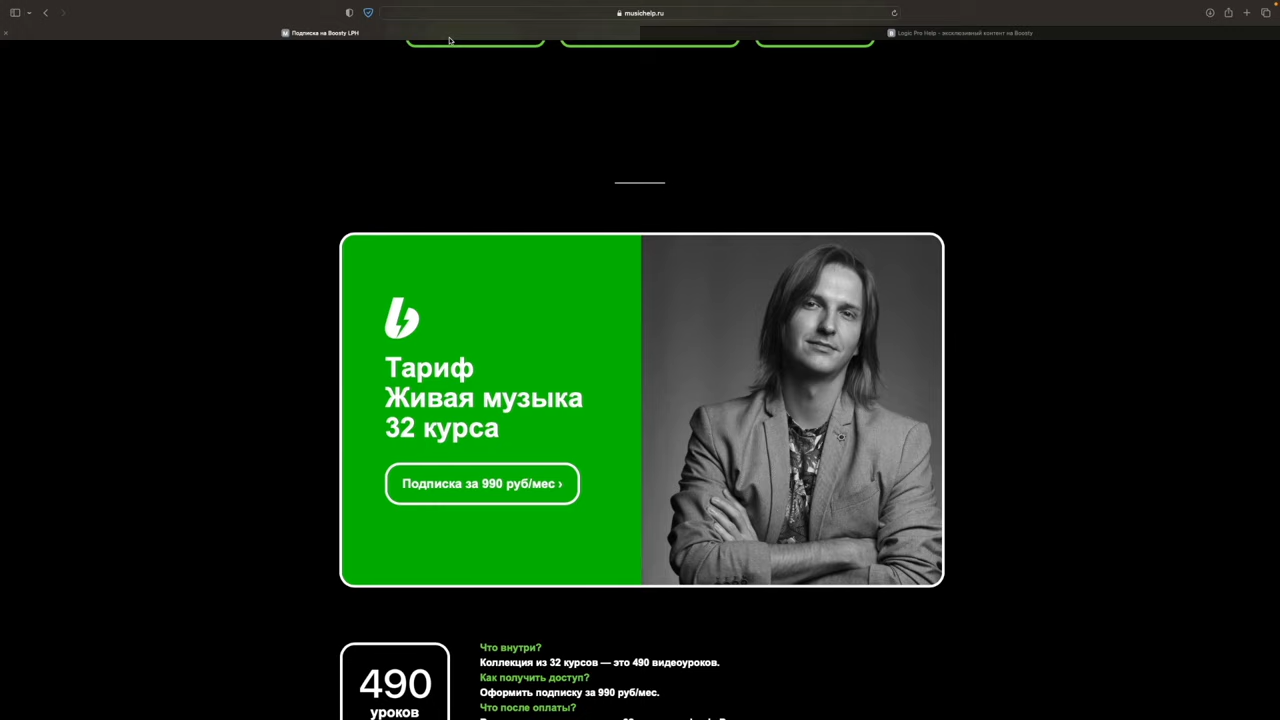 musichelp.ru
Подписка на Boosty LPH
Logic Pro Help - эксклюзивный контент на Boosty
Тариф
Живая музыка
32 курса
Подписка за 990 руб/мес ›
490
уроков
Что внутри?
Коллекция из 32 курсов — это 490 видеоуроков.
Как получить доступ?
Оформить подписку за 990 руб/мес.
Что после оплаты?